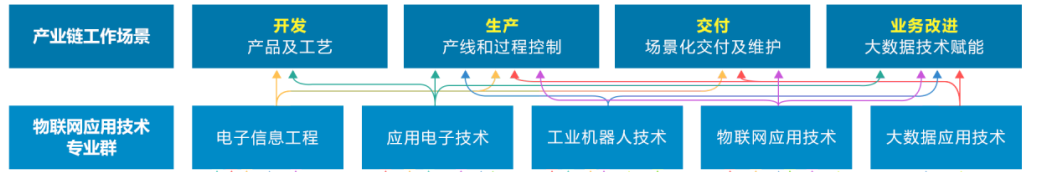 产业链工作场景
开发
产品及工艺
生产
产线和过程控制
交付
场景化交付及维护
业务改进
大数据技术赋能
物联网应用技术
专业群
电子信息工程
应用电子技术
工业机器人技术
物联网应用技术
大数据应用技术